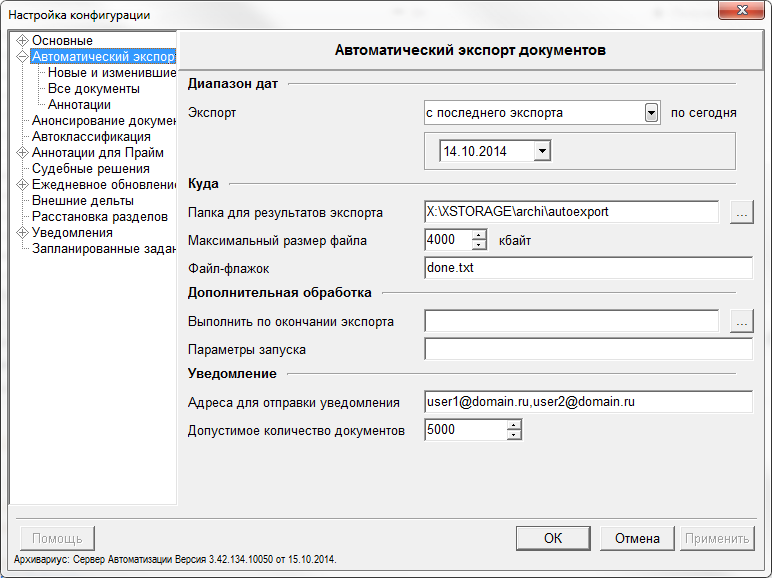 Настройка конфигурации
Основные
Автоматический экспорт
Новые и изменившие
Все документы
Аннотации
Анонсирование докумен
Автоклассификация
Аннотации для Прайм
Судебные решения
Ежедневное обновлени
Внешние дельты
Расстановка разделов
Уведомления
Запланированные задан
Автоматический экспорт документов
Диапазон дат
Экспорт с последнего экспорта по сегодня
14.10.2014
Куда
Папка для результатов экспорта X:\XSTORAGE\archi\autoexport ...
Максимальный размер файла 4000 кбайт
Файл-флажок done.txt
Дополнительная обработка
Выполнить по окончании экспорта ...
Параметры запуска
Уведомление
Адреса для отправки уведомления user1@domain.ru,user2@domain.ru
Допустимое количество документов 5000
Помощь OK Отмена Применить
Архивариус: Сервер Автоматизации Версия 3.42.134.10050 от 15.10.2014.